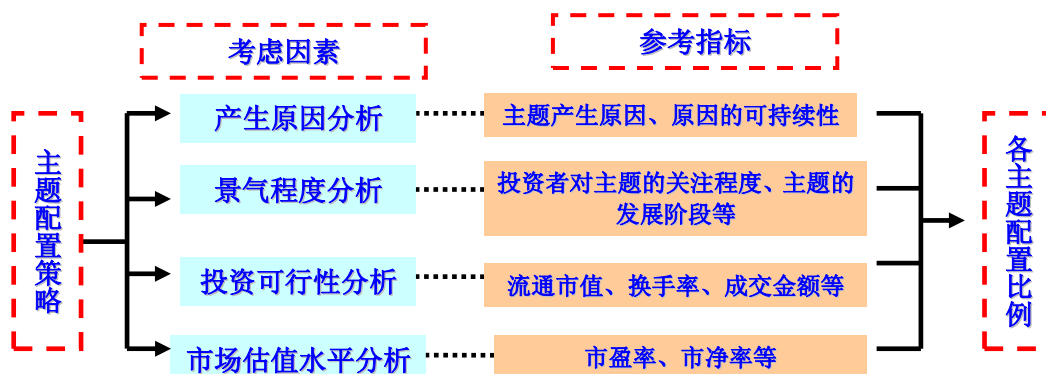 考虑因素
参考指标
主题配置策略
产生原因分析
主题产生原因、原因的可持续性
景气程度分析
投资者对主题的关注程度、主题的
发展阶段等
投资可行性分析
流通市值、换手率、成交金额等
市场估值水平分析
市盈率、市净率等
各主题配置比例